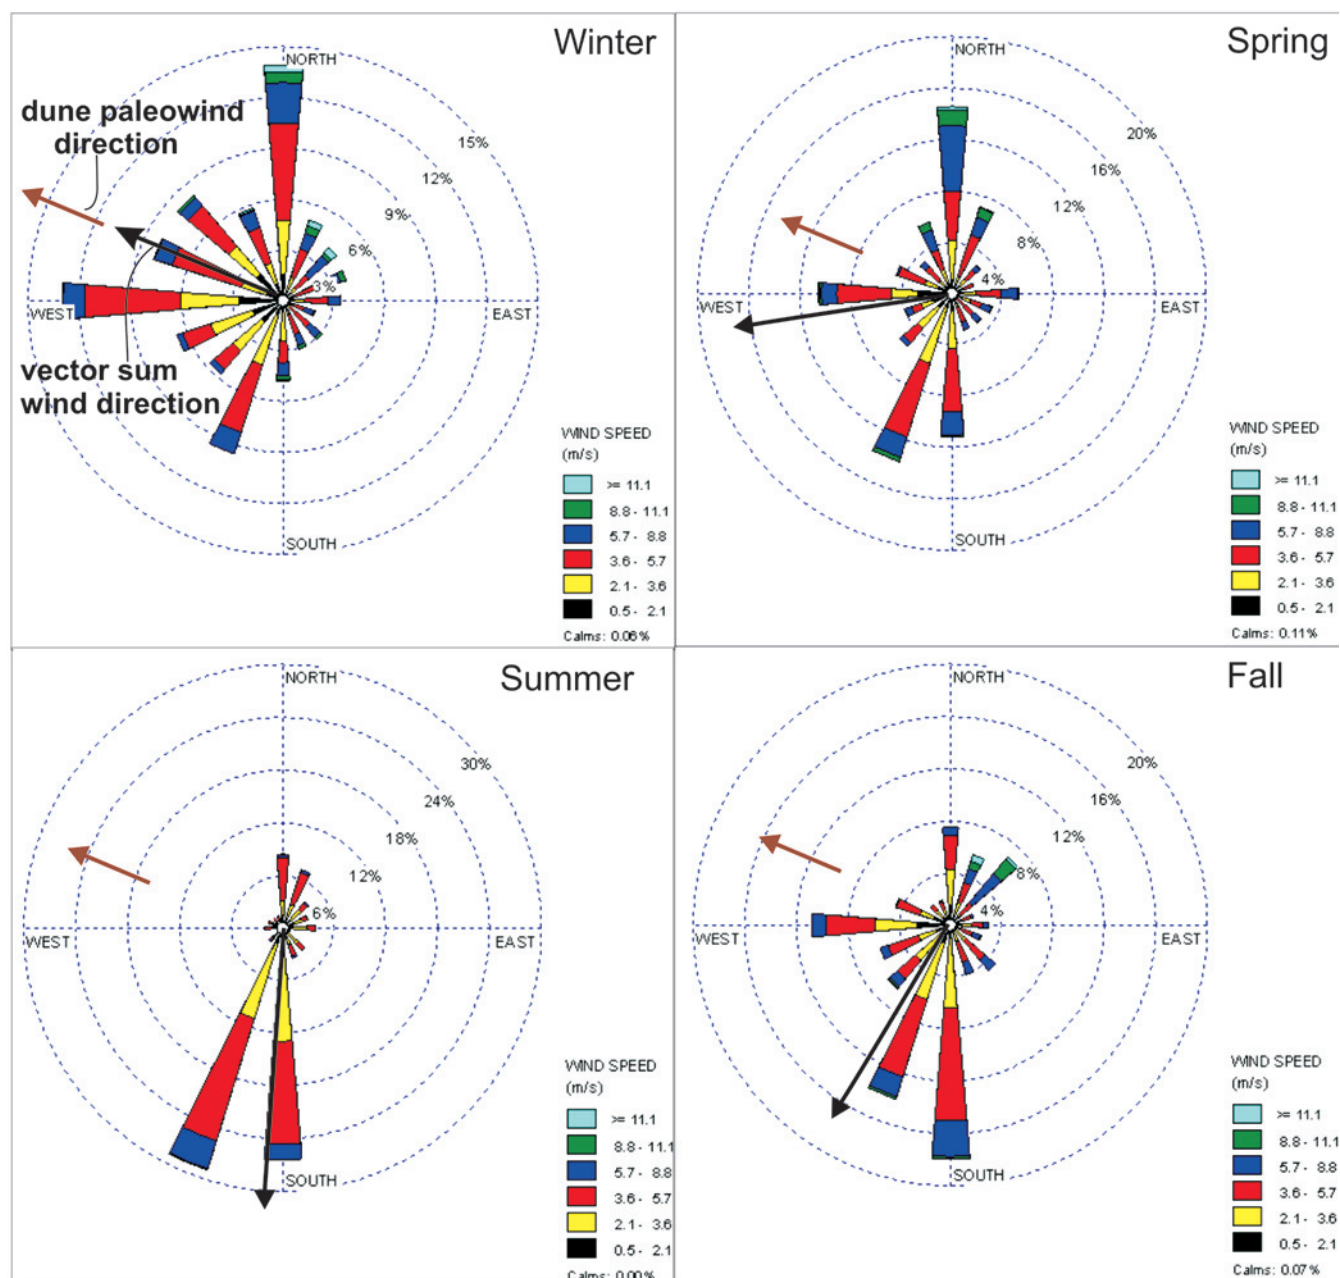 Winter
NORTH
dune paleowind
direction
15%
12%
9%
6%
3%
WEST
EAST
vector sum
wind direction
SOUTH
WIND SPEED
(m/s)
>= 11.1
8.8 - 11.1
5.7 - 8.8
3.6 - 5.7
2.1 - 3.6
0.5 - 2.1
Calms: 0.06%
Spring
NORTH
20%
16%
12%
8%
4%
WEST
EAST
SOUTH
WIND SPEED
(m/s)
>= 11.1
8.8 - 11.1
5.7 - 8.8
3.6 - 5.7
2.1 - 3.6
0.5 - 2.1
Calms: 0.11%
Summer
NORTH
30%
24%
18%
12%
6%
WEST
EAST
SOUTH
WIND SPEED
(m/s)
>= 11.1
8.8 - 11.1
5.7 - 8.8
3.6 - 5.7
2.1 - 3.6
0.5 - 2.1
Calms: 0.00%
Fall
NORTH
20%
16%
12%
8%
4%
WEST
EAST
SOUTH
WIND SPEED
(m/s)
>= 11.1
8.8 - 11.1
5.7 - 8.8
3.6 - 5.7
2.1 - 3.6
0.5 - 2.1
Calms: 0.07%